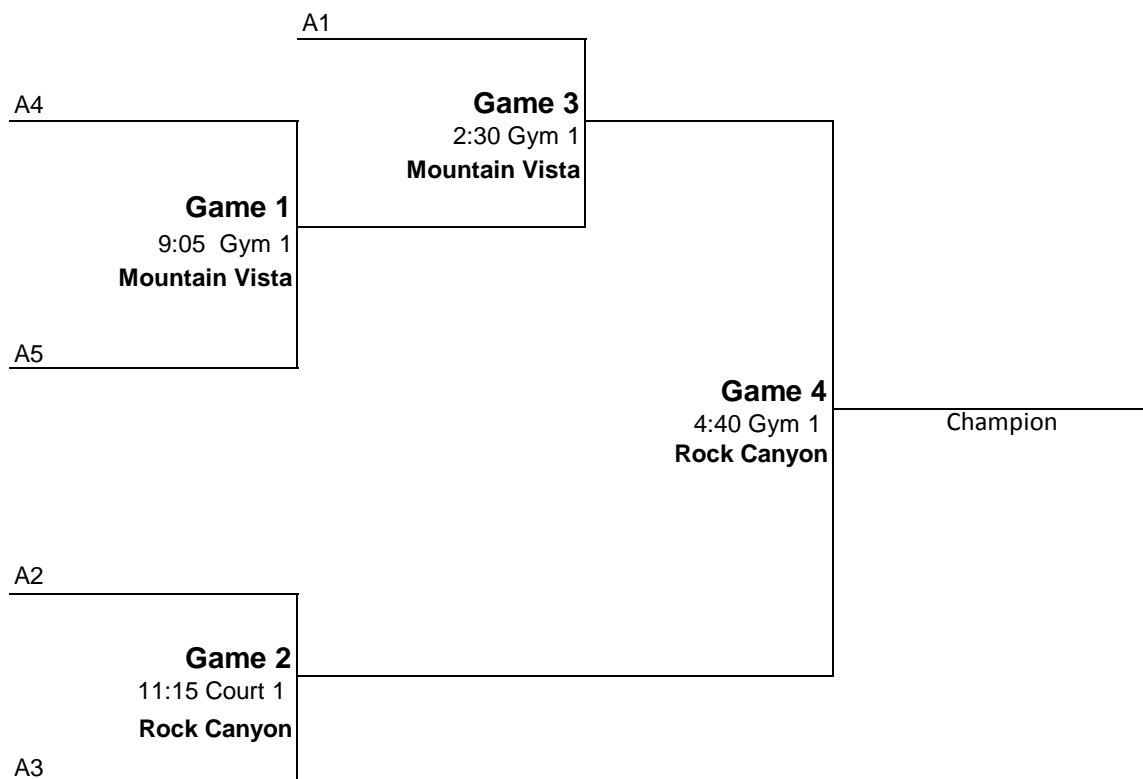 A1
A4
Game 3
2:30 Gym 1
Mountain Vista
Game 1
9:05  Gym 1
Mountain Vista
A5
Game 4
4:40 Gym 1
Champion
Rock Canyon
A2
Game 2
11:15 Court 1
Rock Canyon
A3